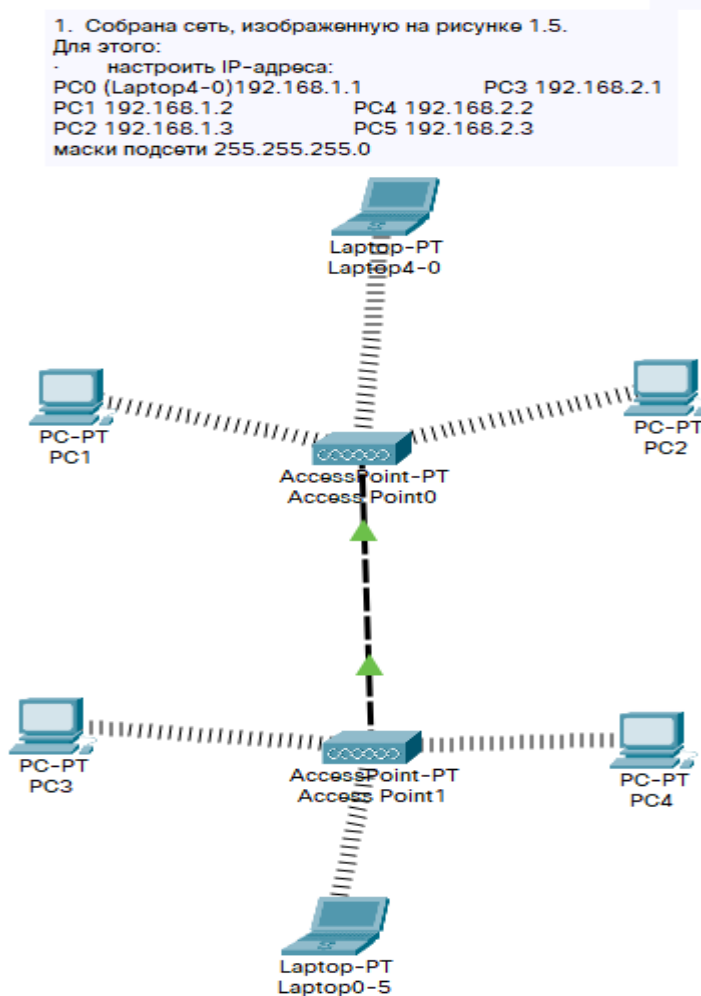 1. Собрана сеть, изображенную на рисунке 1.5.
Для этого:
· настроить IP-адреса:
PC0 (Laptop4-0)192.168.1.1 PC3 192.168.2.1
PC1 192.168.1.2 PC4 192.168.2.2
PC2 192.168.1.3 PC5 192.168.2.3
маски подсети 255.255.255.0
Laptop-PT
Laptop4-0
PC-PT
PC1
PC-PT
PC2
AccessPoint-PT
Access Point0
PC-PT
PC3
AccessPoint-PT
Access Point1
PC-PT
PC4
Laptop-PT
Laptop0-5